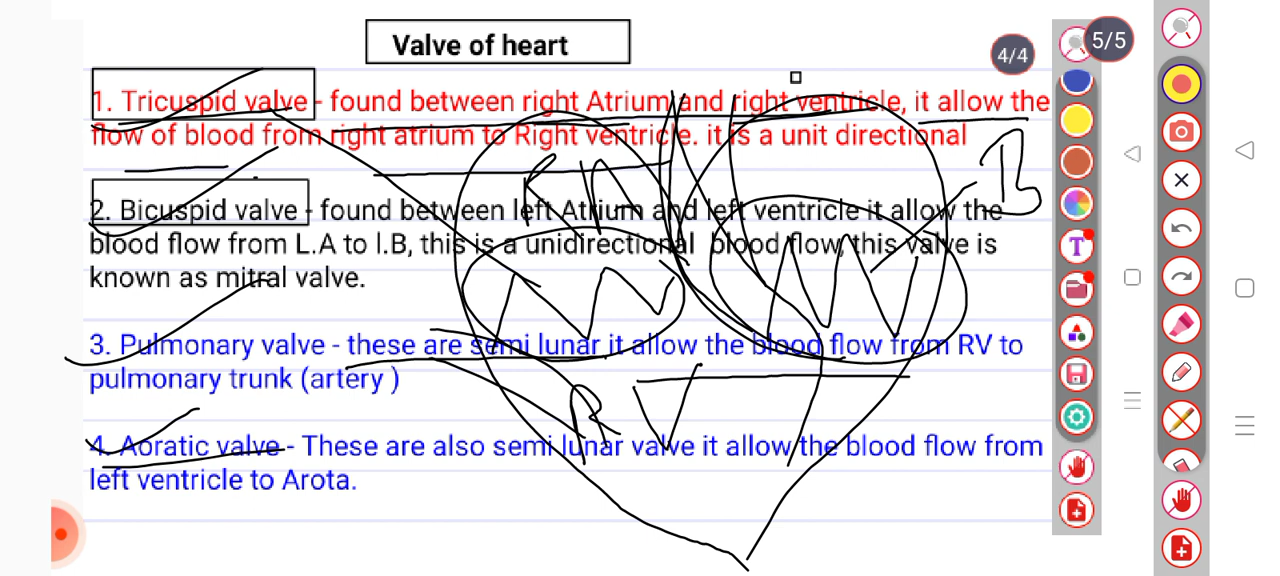 Valve of heart
4/4
5/5
1. Tricuspid valve - found between right Atrium and right ventricle, it allow the
flow of blood from right atrium to Right ventricle. it is a unit directional
B
2. Bicuspid valve - found between left Atrium and left ventricle it allow the
blood flow from L.A to l.B, this is a unidirectional blood flow, this valve is
known as mitral valve.
T
3. Pulmonary valve - these are semi lunar it allow the blood flow from RV to
pulmonary trunk (artery )
RV
4. Aoratic valve - These are also semi lunar valve it allow the blood flow from
left ventricle to Arota.